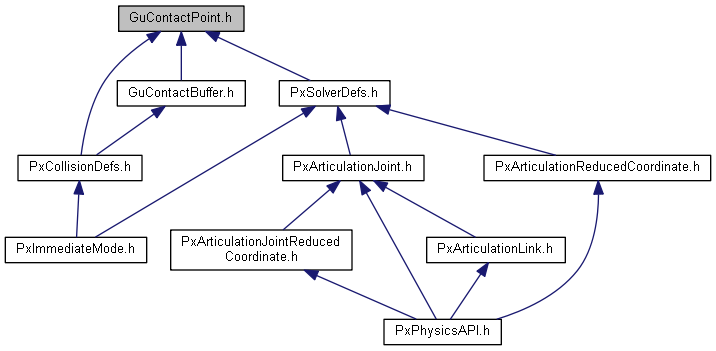 GuContactPoint.h
GuContactBuffer.h
PxSolverDefs.h
PxCollisionDefs.h
PxArticulationJoint.h
PxArticulationReducedCoordinate.h
PxImmediateMode.h
PxArticulationJointReduced
Coordinate.h
PxArticulationLink.h
PxPhysicsAPI.h